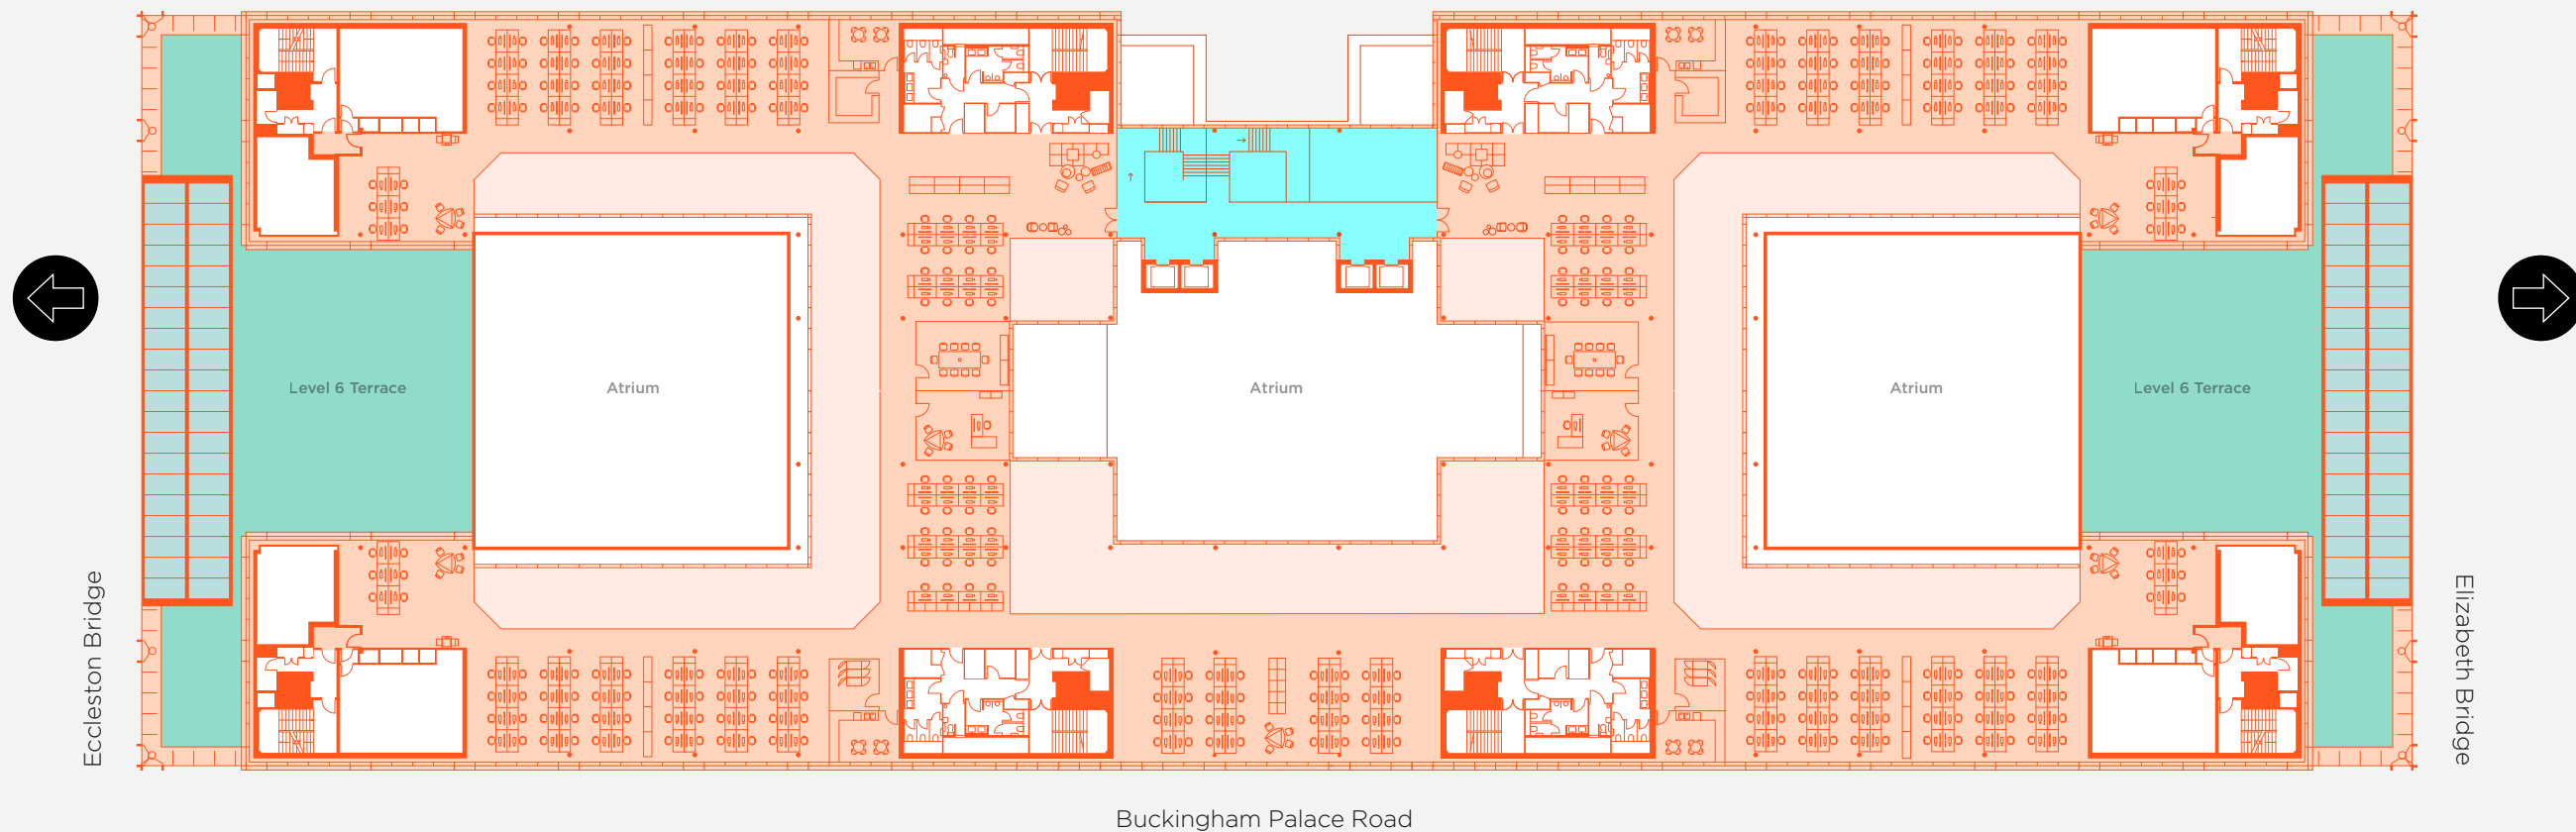 Level 6 Terrace
Atrium
Atrium
Atrium
Level 6 Terrace
Eccleston Bridge
Elizabeth Bridge
Buckingham Palace Road